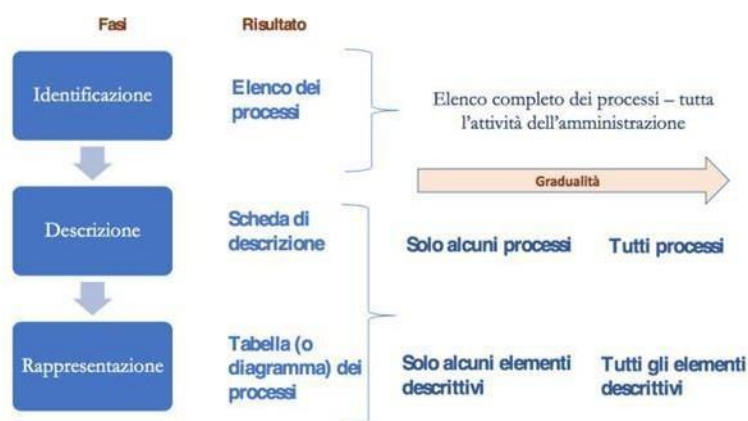 Fasi
Risultato
Identificazione
Elenco dei
processi
Elenco completo dei processi – tutta
l'attività dell'amministrazione
Gradualità
Descrizione
Scheda di
descrizione
Solo alcuni processi
Tutti processi
Rappresentazione
Tabella (o
diagramma) dei
processi
Solo alcuni elementi
descrittivi
Tutti gli elementi
descrittivi